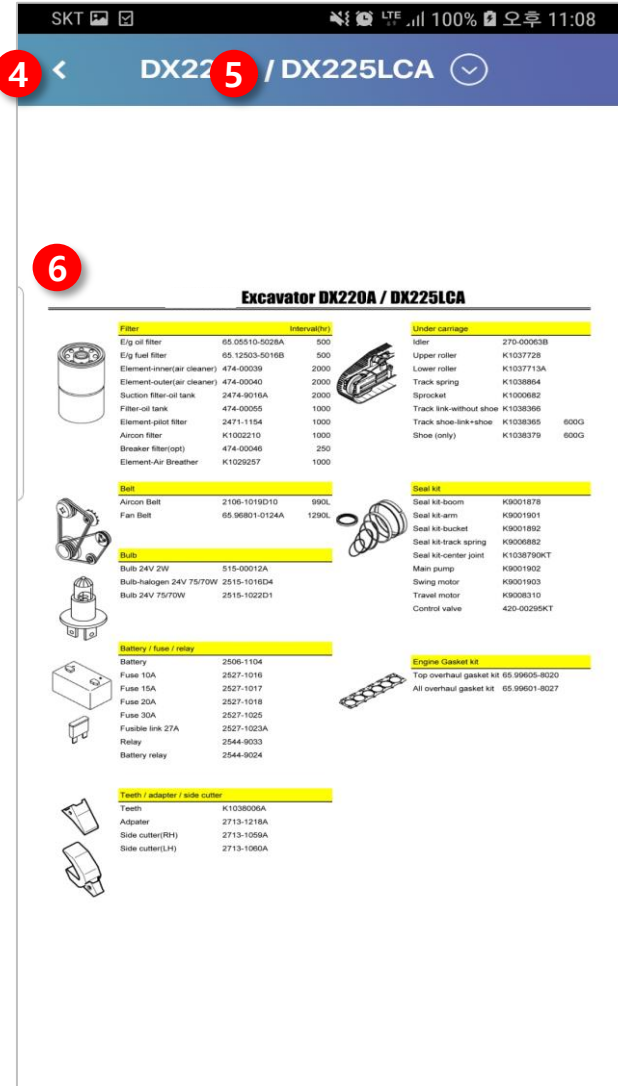 SKT 100% 오후 11:08
4 < DX22 5 / DX225LCA
6
Excavator DX220A / DX225LCA
Filter Interval(hr)
E/g oil filter 65.05510-5028A 500
E/g fuel filter 65.12503-5016B 500
Element-inner(air cleaner) 474-00039 2000
Element-outer(air cleaner) 474-00040 2000
Suction filter-oil tank 2474-9016A 2000
Filter-oil tank 474-00055 1000
Element-pilot filter 2471-1154 1000
Aircon filter K1002210 1000
Breaker filter(opt) 474-00046 250
Element-Air Breather K1029257 1000
Under carriage
Idler 270-00063B
Upper roller K1037728
Lower roller K1037713A
Track spring K1038864
Sprocket K1000682
Track link-without shoe K1038366
Track shoe-link+shoe K1038365 600G
Shoe (only) K1038379 600G
Belt
Aircon Belt 2106-1019D10 990L
Fan Belt 65.96801-0124A 1290L
Bulb
Bulb 24V 2W 515-00012A
Bulb-halogen 24V 75/70W 2515-1016D4
Bulb 24V 75/70W 2515-1022D1
Seal kit
Seal kit-boom K9001878
Seal kit-arm K9001901
Seal kit-bucket K9001892
Seal kit-track spring K9006882
Seal kit-center joint K1038790KT
Main pump K9001902
Swing motor K9001903
Travel motor K9008310
Control valve 420-00295KT
Battery / fuse / relay
Battery 2506-1104
Fuse 10A 2527-1016
Fuse 15A 2527-1017
Fuse 20A 2527-1018
Fuse 30A 2527-1025
Fusible link 27A 2527-1023A
Relay 2544-9033
Battery relay 2544-9024
Engine Gasket kit
Top overhaul gasket kit 65.99605-8020
All overhaul gasket kit 65.99601-8027
Teeth / adapter / side cutter
Teeth K1038006A
Adpater 2713-1218A
Side cutter(RH) 2713-1059A
Side cutter(LH) 2713-1060A